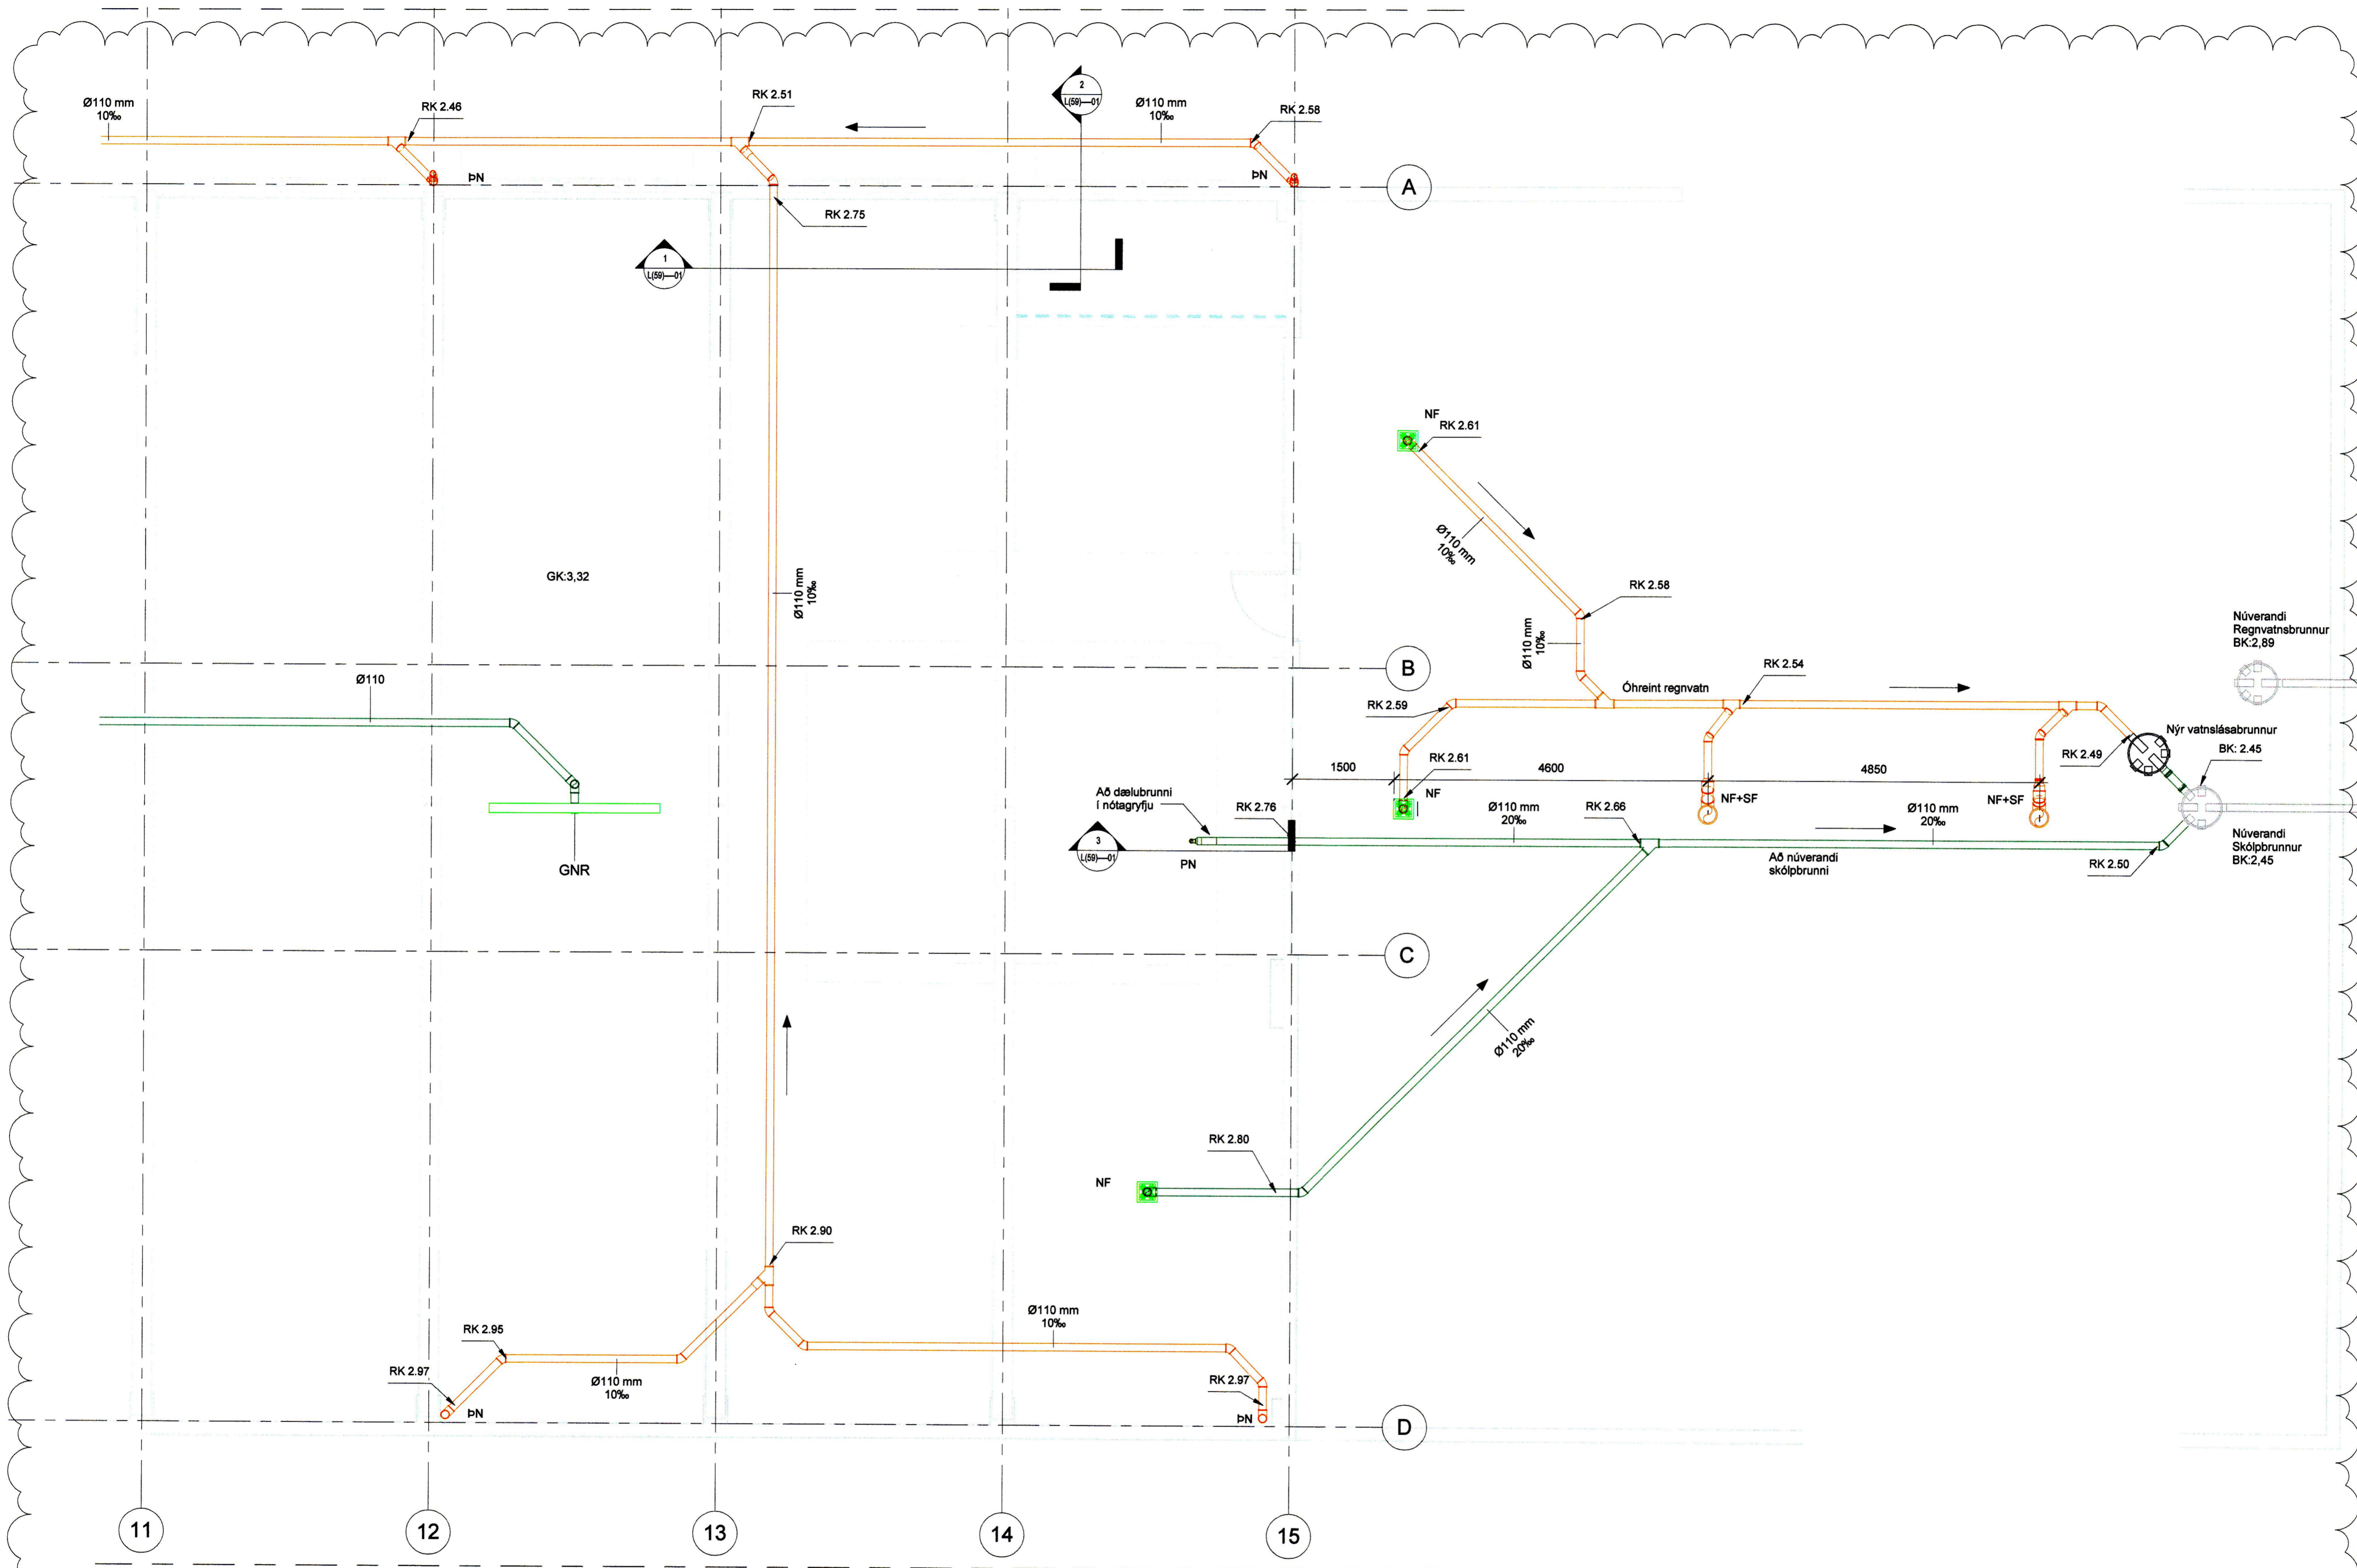 Ø110 mm
10‰
RK 2.46
RK 2.51
2
L(59)---01
Ø110 mm
10‰
RK 2.58
ÞN
ÞN
A
RK 2.75
1
L(59)---01
NF
RK 2.61
Ø110 mm
10‰
GK:3,32
Ø110 mm
10‰
RK 2.58
Ø110 mm
10‰
Núverandi
Regnvatnsbrunnur
BK:2,89
B
RK 2.54
Ø110
Óhreint regnvatn
RK 2.59
Nýr vatnslásabrunnur
BK: 2.45
RK 2.49
RK 2.61
1500
4600
4850
Að dælubrunni
í nótagryfju
NF
NF+SF
NF+SF
RK 2.76
Ø110 mm
20‰
RK 2.66
Ø110 mm
20‰
3
L(59)---01
PN
Að núverandi
skólpbrunni
RK 2.50
Núverandi
Skólpbrunnur
BK:2,45
GNR
C
Ø110 mm
20‰
RK 2.80
NF
RK 2.90
Ø110 mm
10‰
RK 2.95
RK 2.97
Ø110 mm
10‰
RK 2.97
ÞN
ÞN
D
11
12
13
14
15